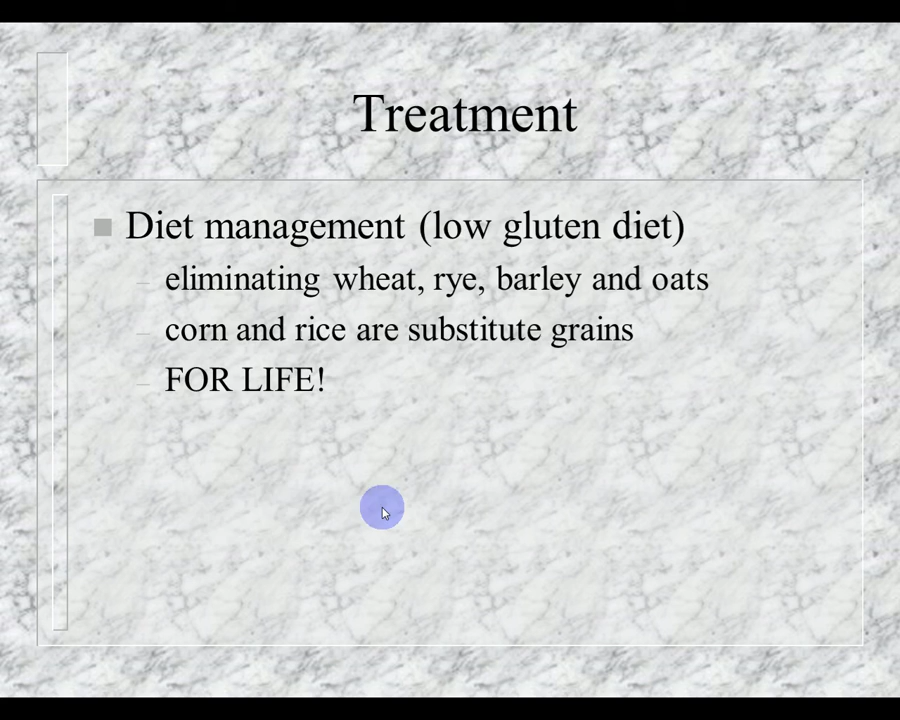 Treatment
Diet management (low gluten diet)
– eliminating wheat, rye, barley and oats
– corn and rice are substitute grains
– FOR LIFE!